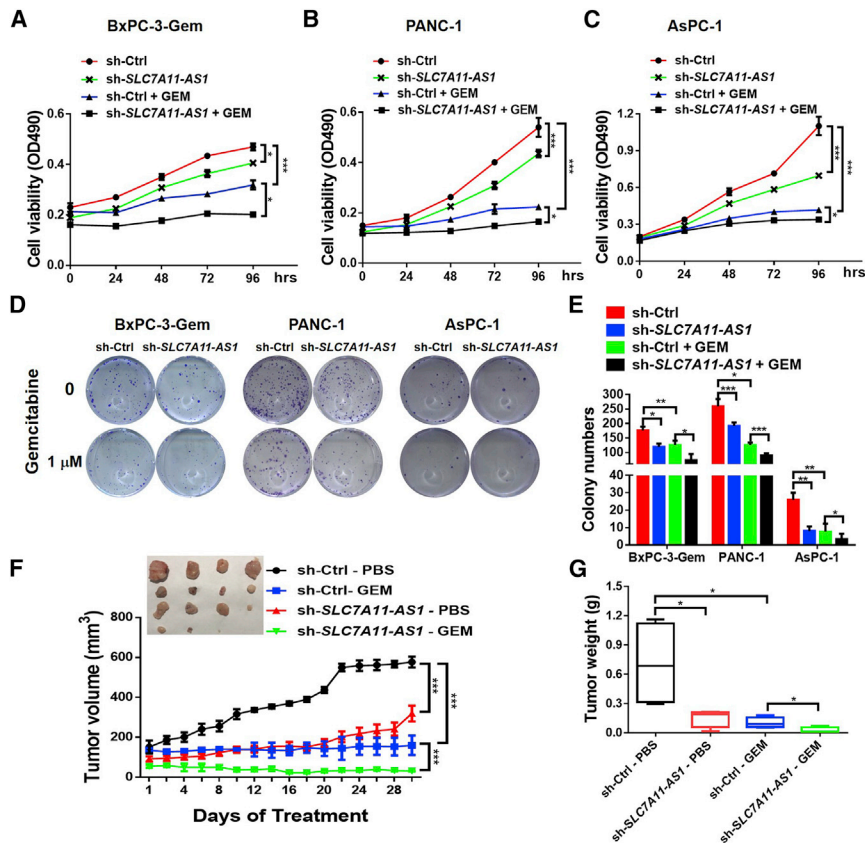 A
BxPC-3-Gem
sh-Ctrl
sh-SLC7A11-AS1
sh-Ctrl + GEM
sh-SLC7A11-AS1 + GEM
Cell viability (OD490)
0.6
0.4
0.2
0.0
0 24 48 72 96 hrs
*
***
*
B
PANC-1
sh-Ctrl
sh-SLC7A11-AS1
sh-Ctrl + GEM
sh-SLC7A11-AS1 + GEM
Cell viability (OD490)
0.6
0.4
0.2
0.0
0 24 48 72 96 hrs
***
***
*
C
AsPC-1
sh-Ctrl
sh-SLC7A11-AS1
sh-Ctrl + GEM
sh-SLC7A11-AS1 + GEM
Cell viability (OD490)
1.2
0.9
0.6
0.3
0.0
0 24 48 72 96 hrs
***
***
*
D
BxPC-3-Gem PANC-1 AsPC-1
sh-Ctrl sh-SLC7A11-AS1 sh-Ctrl sh-SLC7A11-AS1 sh-Ctrl sh-SLC7A11-AS1
Gemcitabine
0
1 μM
E
sh-Ctrl
sh-SLC7A11-AS1
sh-Ctrl + GEM
sh-SLC7A11-AS1 + GEM
Colony numbers
300
250
200
150
100
40
20
0
** * *
* *** ***
** ** *
BxPC-3-Gem PANC-1 AsPC-1
F
sh-Ctrl - PBS
sh-Ctrl- GEM
sh-SLC7A11-AS1 - PBS
sh-SLC7A11-AS1 - GEM
Tumor volume (mm3)
800
600
400
200
0
1 4 8 12 16 20 24 28
Days of Treatment
***
***
***
G
Tumor weight (g)
1.2
0.9
0.6
0.3
0.0
*
*
*
sh-Ctrl - PBS
sh-SLC7A11-AS1 - PBS
sh-Ctrl - GEM
sh-SLC7A11-AS1 - GEM